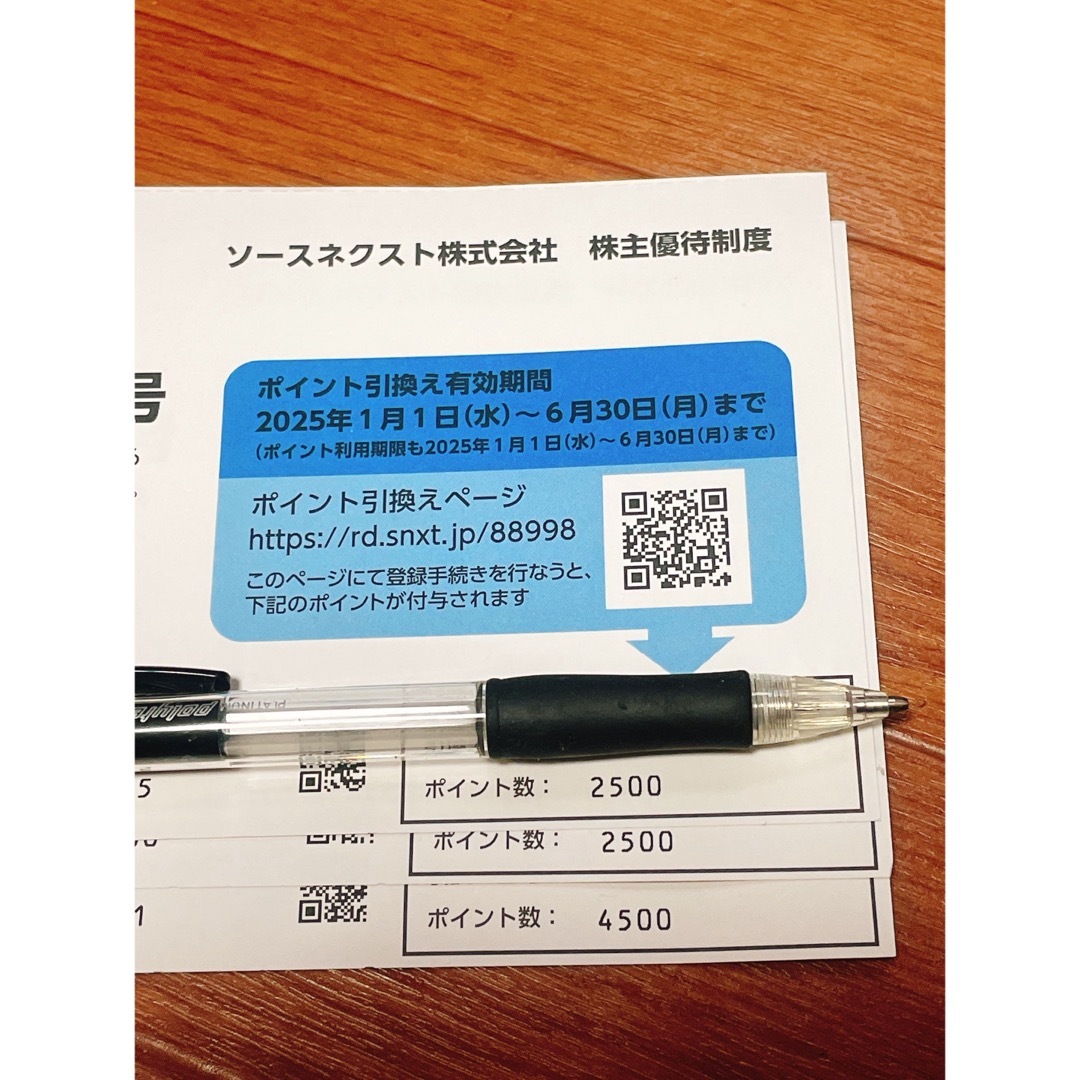 ソースネクスト株式会社　株主優待制度
号
ポイント引換え有効期間
2025年1月1日(水)〜6月30日(月)まで
(ポイント利用期限も2025年1月1日(水)〜6月30日(月)まで)
ポイント引換えページ
https://rd.snxt.jp/88998
このページにて登録手続きを行なうと、
下記のポイントが付与されます
PLATINUM
5
ポイント数： 2500
ポイント数： 2500
1
ポイント数： 4500